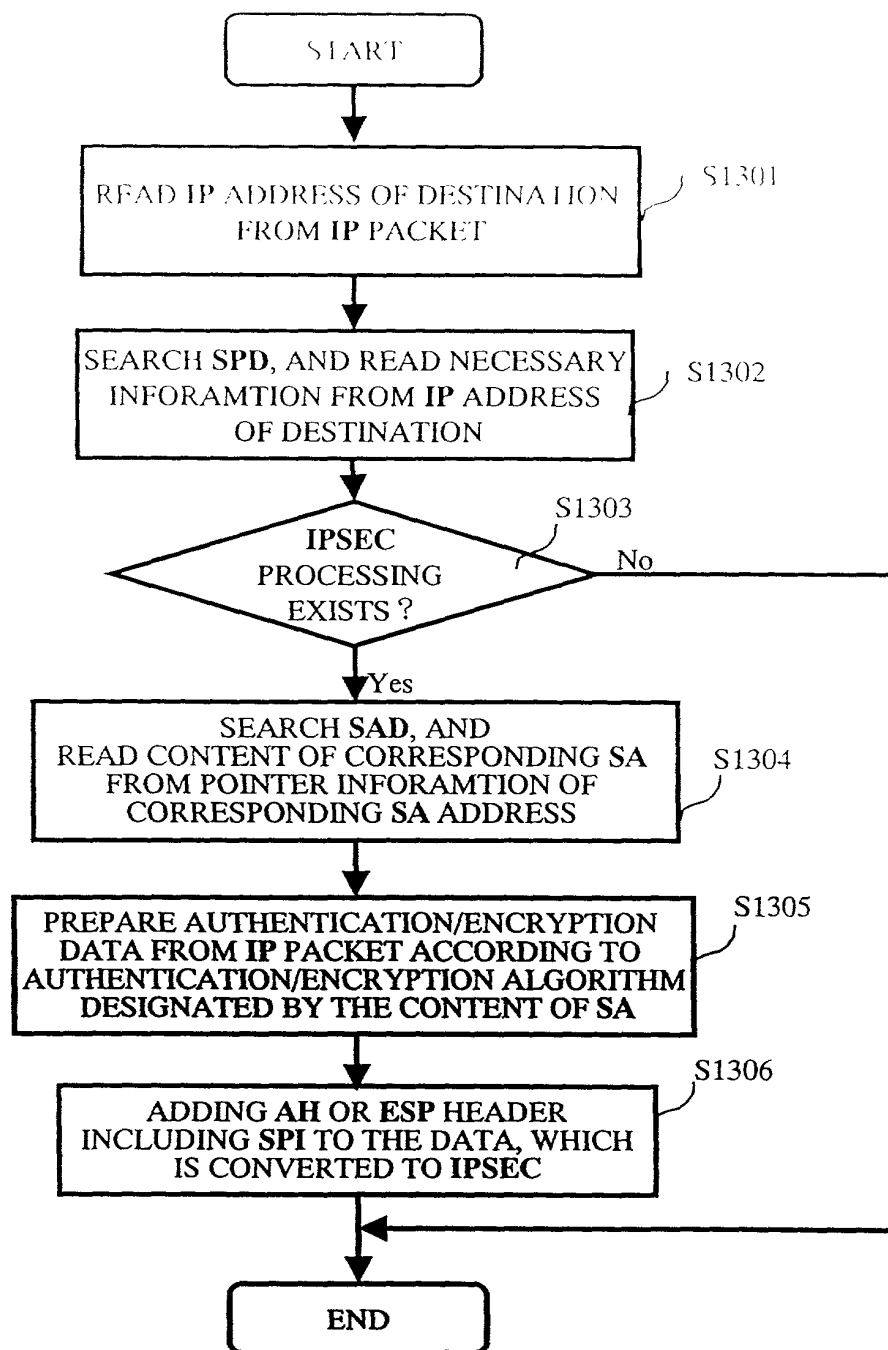 START
READ IP ADDRESS OF DESTINATION
FROM IP PACKET
S1301
SEARCH SPD, AND READ NECESSARY
INFORAMTION FROM IP ADDRESS
OF DESTINATION
S1302
IPSEC
PROCESSING
EXISTS ?
S1303
No
Yes
SEARCH SAD, AND
READ CONTENT OF CORRESPONDING SA
FROM POINTER INFORAMTION OF
CORRESPONDING SA ADDRESS
S1304
PREPARE AUTHENTICATION/ENCRYPTION
DATA FROM IP PACKET ACCORDING TO
AUTHENTICATION/ENCRYPTION ALGORITHM
DESIGNATED BY THE CONTENT OF SA
S1305
ADDING AH OR ESP HEADER
INCLUDING SPI TO THE DATA, WHICH
IS CONVERTED TO IPSEC
S1306
END